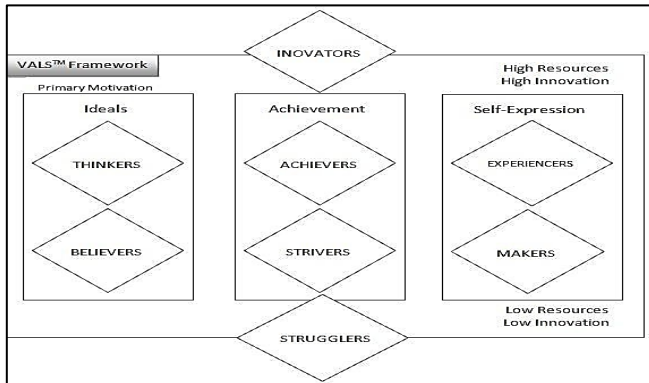 INOVATORS
VALS™ Framework
High Resources
High Innovation
Primary Motivation
Ideals
Achievement
Self-Expression
THINKERS
ACHIEVERS
EXPERIENCERS
BELIEVERS
STRIVERS
MAKERS
Low Resources
Low Innovation
STRUGGLERS